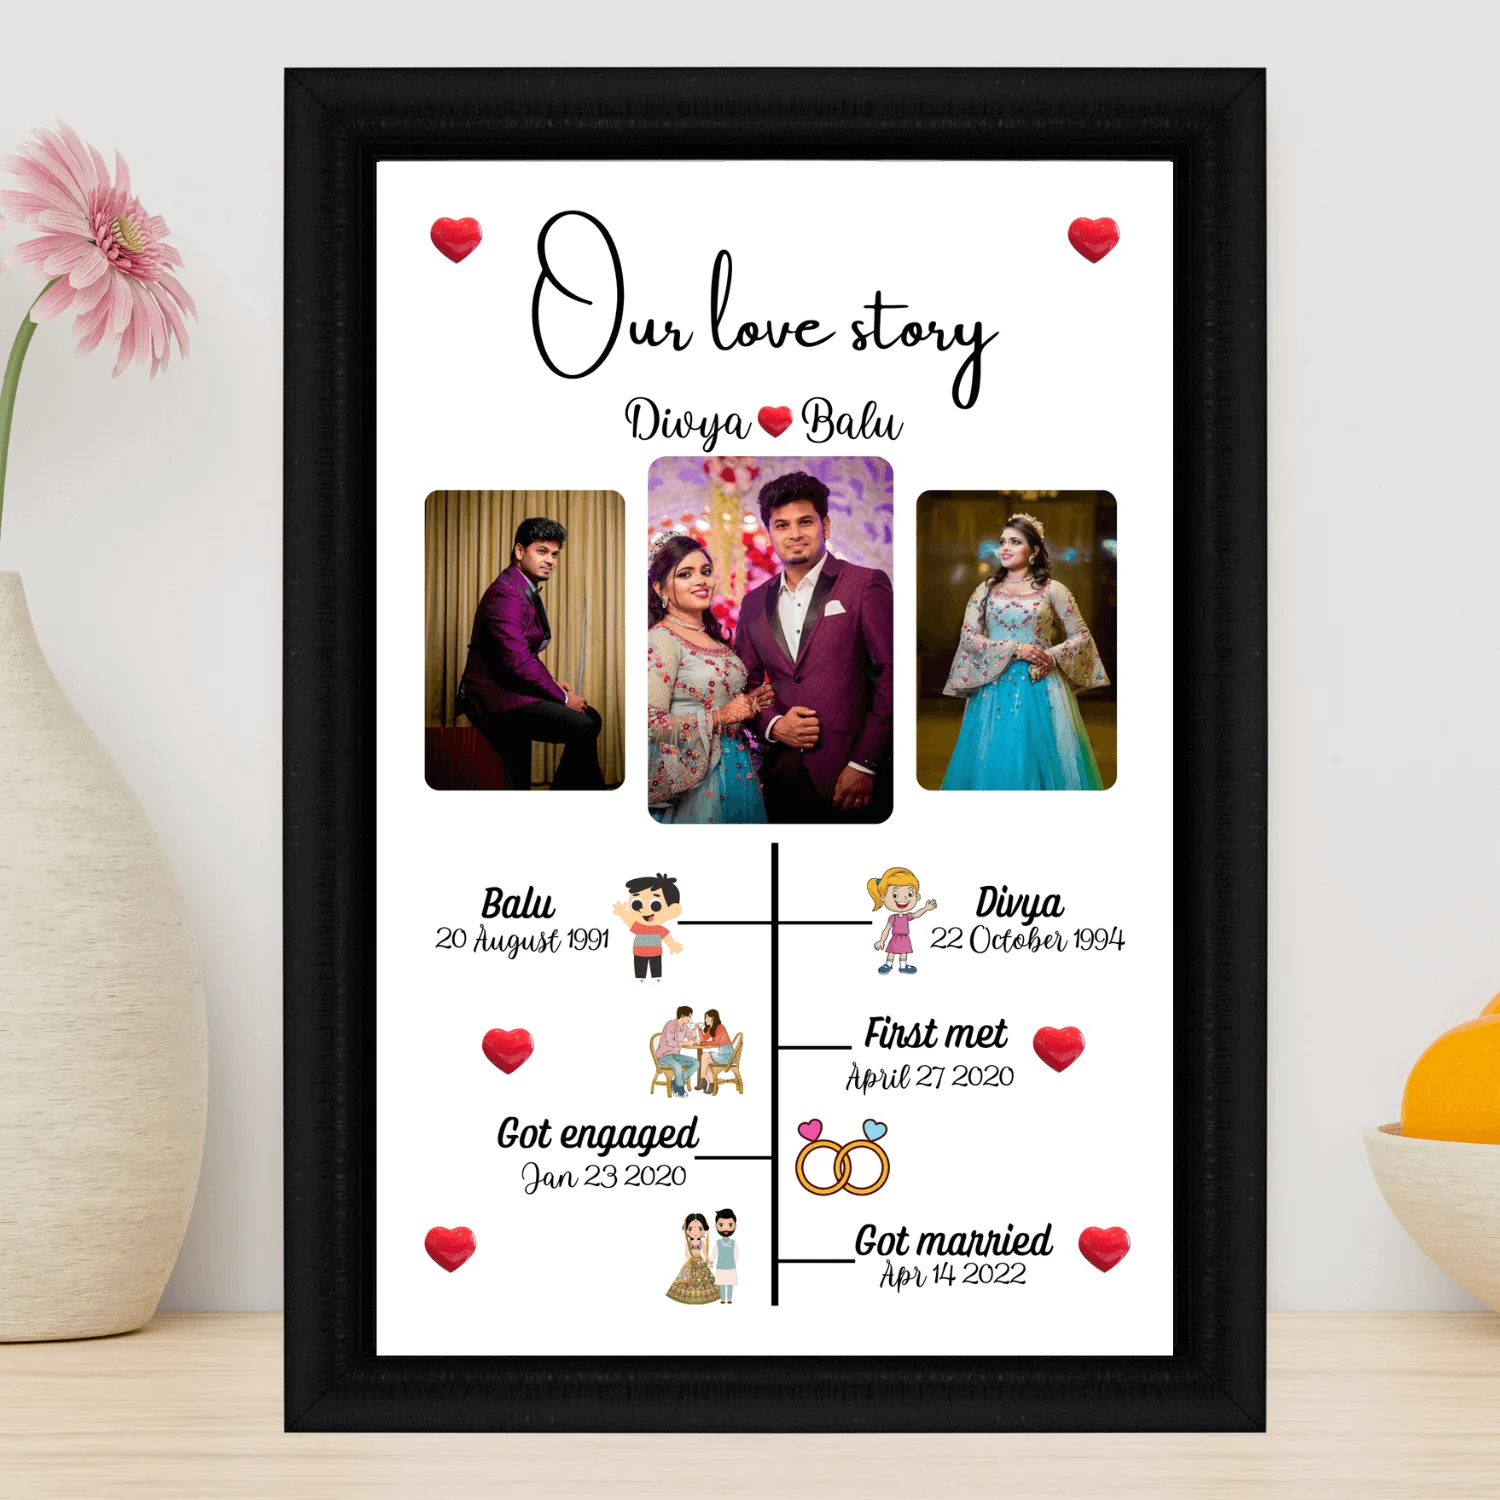 Our love story
Divya Balu
Balu
20 August 1991
Divya
22 October 1994
First met
April 27 2020
Got engaged
Jan 23 2020
Got married
Apr 14 2022